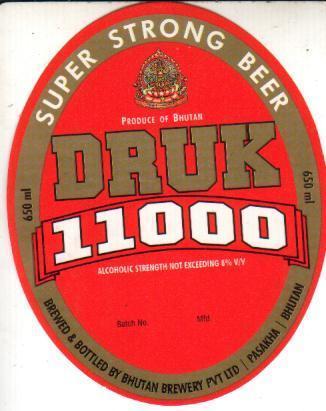 SUPER STRONG BEER
PRODUCE OF BHUTAN
DRUK
650 ml
650 ml
11000
ALCOHOLIC STRENGTH NOT EXCEEDING 8% V/V
Batch No.
Mfd
BREWED & BOTTLED BY BHUTAN BREWERY PVT LTD | PASAKHA | BHUTAN